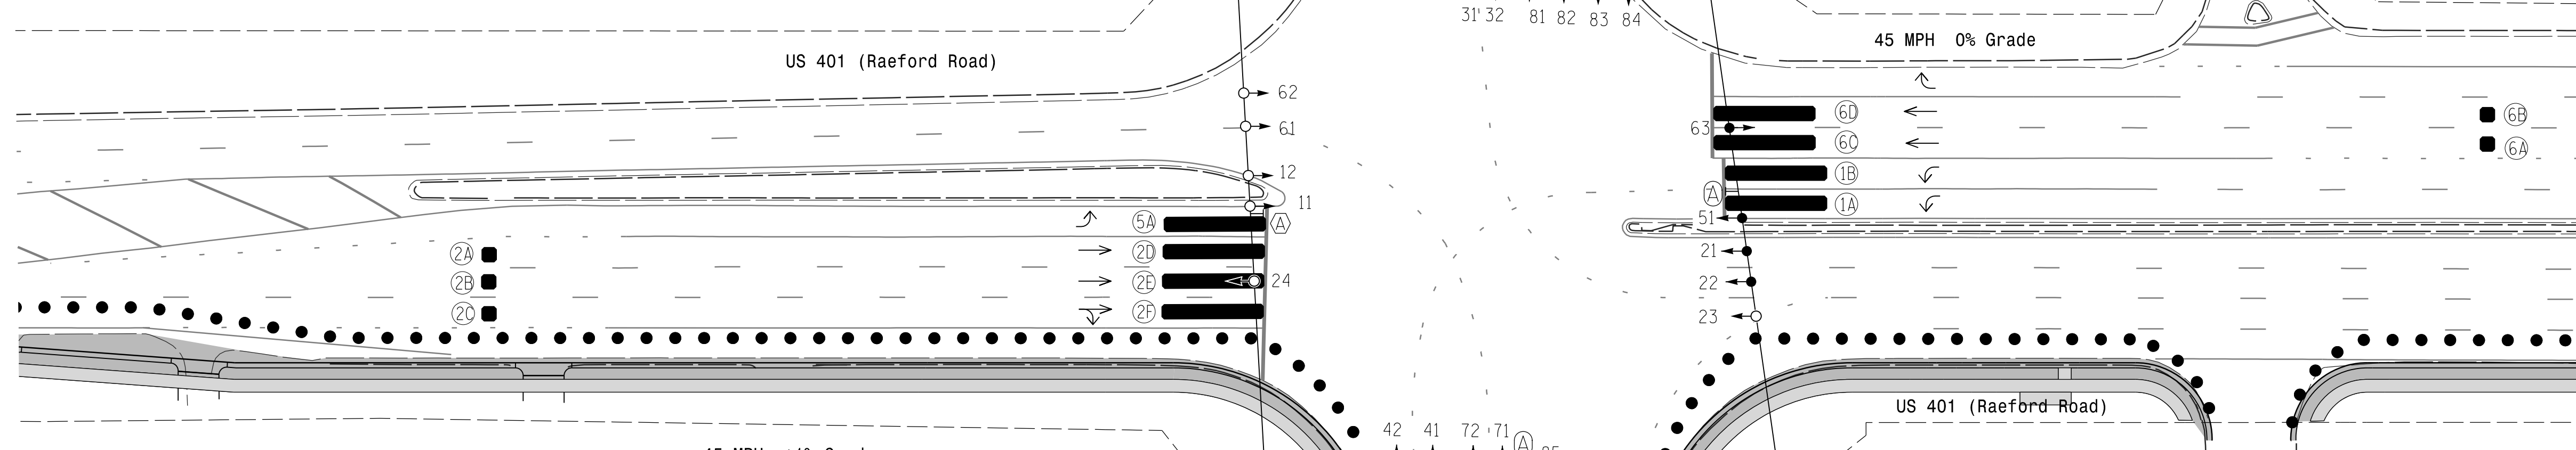 31 32 81 82 83 84
45 MPH 0% Grade
US 401 (Raeford Road)
62
6D
6B
61
63
6C
6A
12
1B
A
11
1A
5A
A
51
2A
2D
21
2B
2E
24
22
2C
2F
23
US 401 (Raeford Road)
42 41 72 71 A